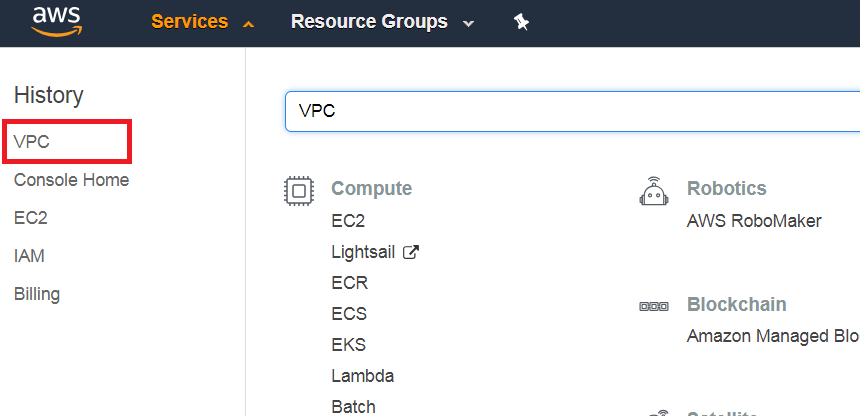 aws
Services
Resource Groups
History
VPC
Console Home
EC2
IAM
Billing
VPC
Compute
EC2
Lightsail
ECR
ECS
EKS
Lambda
Batch
Robotics
AWS RoboMaker
Blockchain
Amazon Managed Blo
Satellite